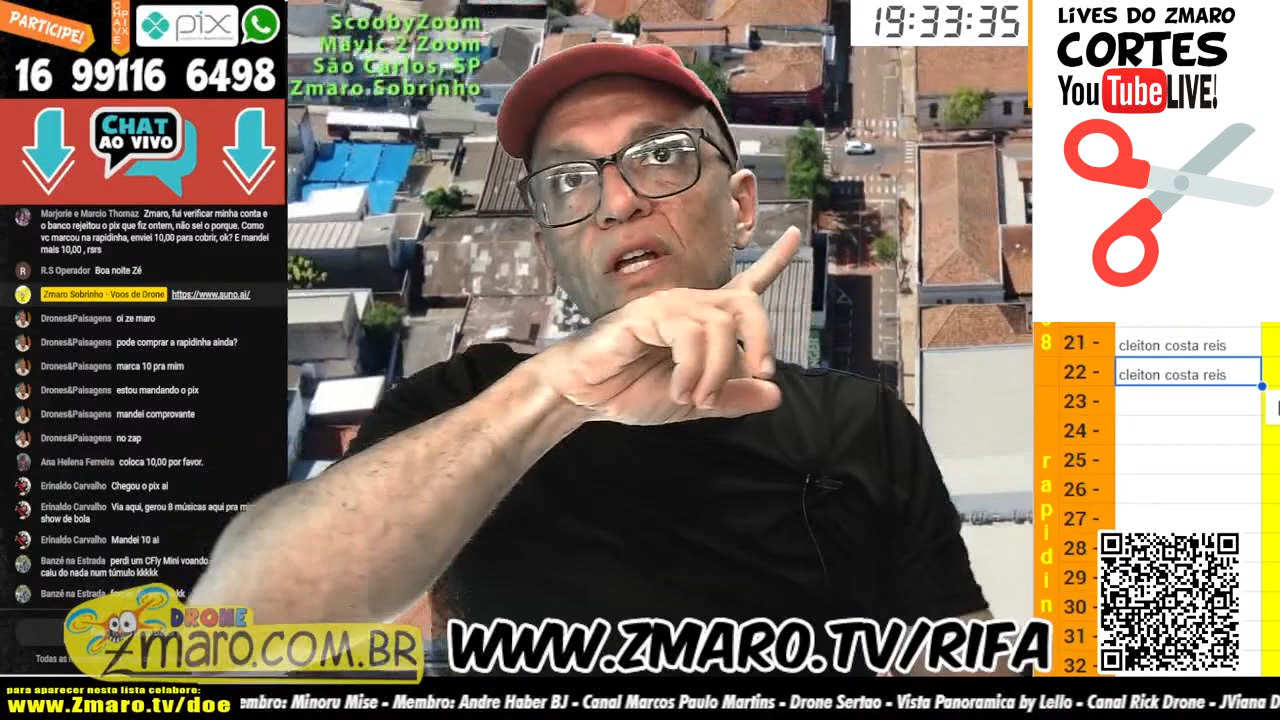 PARTICIPE!
CHAVE PIX
pix
16 99116 6498
CHAT
AO VIVO
Marjorie e Marcio Thomaz Zmaro, fui verificar minha conta e
o banco rejeitou o pix que fiz ontem, não sei o porque. Como
vc marcou na rapidinha, enviei 10,00 para cobrir, ok? E mandei
mais 10,00 , rsrs
R
R.S Operador Boa noite Zé
Zmaro Sobrinho - Voos de Drone https://www.auno.ai/
Drones&Paisagens oi ze maro
Drones&Paisagens pode comprar a rapidinha ainda?
Drones&Paisagens marca 10 pra mim
Drones&Paisagens estou mandando o pix
Drones&Paisagens mandei comprovante
Drones&Paisagens no zap
Ana Helena Ferreira coloca 10,00 por favor.
Erinaldo Carvalho Chegou o pix ai
Erinaldo Carvalho Via aqui, gerou 8 músicas aqui pra
show de bola
Erinaldo Carvalho Mandei 10 ai
Banzé na Estrada perdi um CFly Mini voando
caiu do nada num túmulo kkkkk
Banzé na Estrada
Todas as
ScoobyZoom
Mavic 2 Zoom
São Carlos, SP
Zmaro Sobrinho
19:33:35
LIVES DO ZMARO
CORTES
YouTube LIVE!
8
21 - cleiton costa reis
22 - cleiton costa reis
23 -
24 -
25 -
26 -
27 -
28 -
29 -
30 -
31 -
32 -
rapidin
DRONE
Zmaro.COM.BR
WWW.ZMARO.TV/RIFA
para aparecer nesta lista colabore:
www.Zmaro.tv/doe
embro: Minoru Mise - Membro: Andre Haber BJ - Canal Marcos Paulo Martins - Drone Sertao - Vista Panoramica by Lello - Canal Rick Drone - JViana D